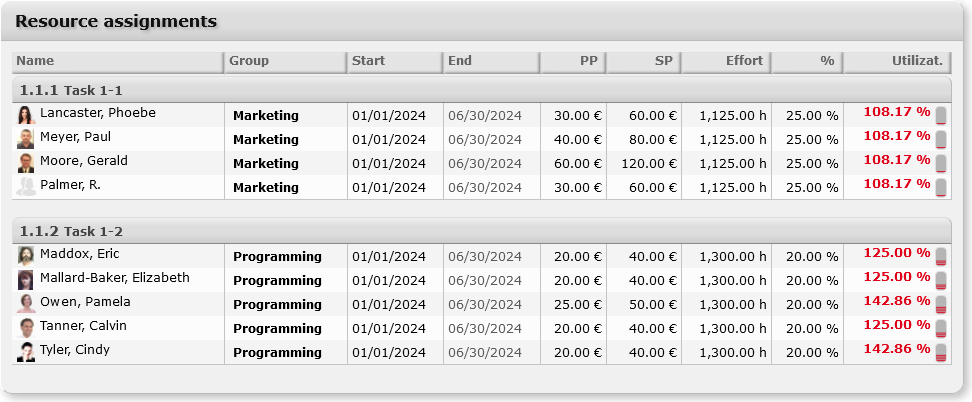 Resource assignments
Name Group Start End PP SP Effort % Utilizat.
1.1.1 Task 1-1
Lancaster, Phoebe Marketing 01/01/2024 06/30/2024 30.00 € 60.00 € 1,125.00 h 25.00 % 108.17 %
Meyer, Paul Marketing 01/01/2024 06/30/2024 40.00 € 80.00 € 1,125.00 h 25.00 % 108.17 %
Moore, Gerald Marketing 01/01/2024 06/30/2024 60.00 € 120.00 € 1,125.00 h 25.00 % 108.17 %
Palmer, R. Marketing 01/01/2024 06/30/2024 30.00 € 60.00 € 1,125.00 h 25.00 % 108.17 %
1.1.2 Task 1-2
Maddox, Eric Programming 01/01/2024 06/30/2024 20.00 € 40.00 € 1,300.00 h 20.00 % 125.00 %
Mallard-Baker, Elizabeth Programming 01/01/2024 06/30/2024 20.00 € 40.00 € 1,300.00 h 20.00 % 125.00 %
Owen, Pamela Programming 01/01/2024 06/30/2024 25.00 € 50.00 € 1,300.00 h 20.00 % 142.86 %
Tanner, Calvin Programming 01/01/2024 06/30/2024 20.00 € 40.00 € 1,300.00 h 20.00 % 125.00 %
Tyler, Cindy Programming 01/01/2024 06/30/2024 20.00 € 40.00 € 1,300.00 h 20.00 % 142.86 %